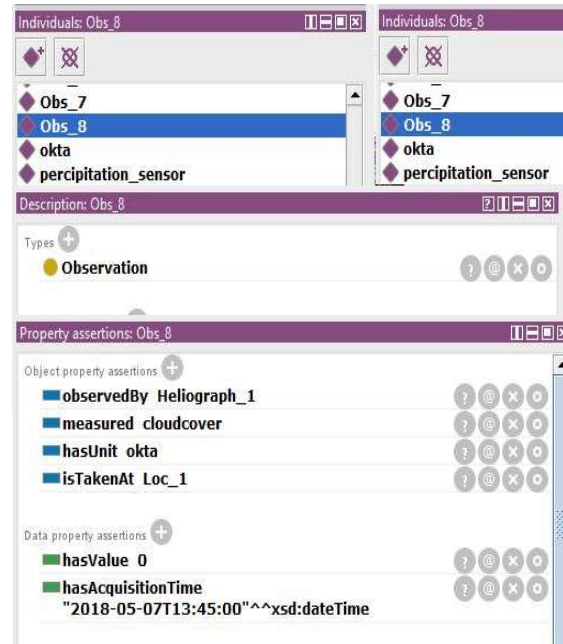 Individuals: Obs_8
Obs_7
Obs_8
okta
percipitation_sensor
Individuals: Obs_8
Obs_7
Obs_8
okta
percipitation_sensor
Description: Obs_8
Types
Observation
Property assertions: Obs_8
Object property assertions
observedBy Heliograph_1
measured cloudcover
hasUnit okta
isTakenAt Loc_1
Data property assertions
hasValue 0
hasAcquisitionTime
"2018-05-07T13:45:00"^^xsd:dateTime